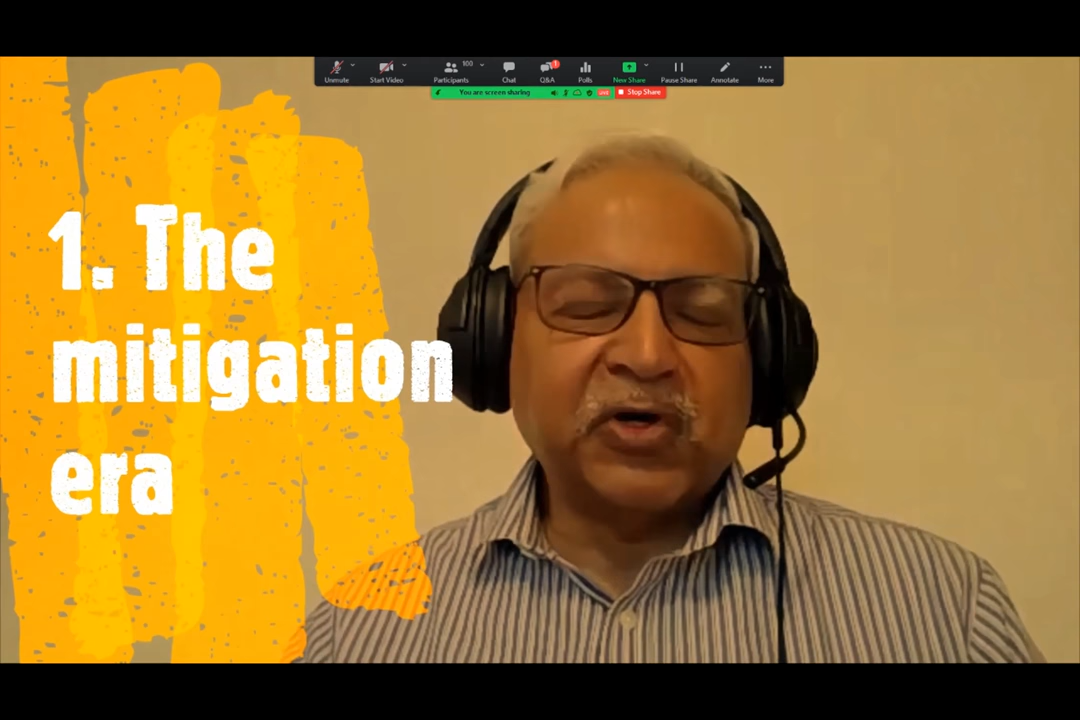 100
Unmute
Start Video
Participants
Chat
Q&A
Polls
New Share
Pause Share
Annotate
More
You are screen sharing
LIVE
Stop Share
1. The
mitigation
era